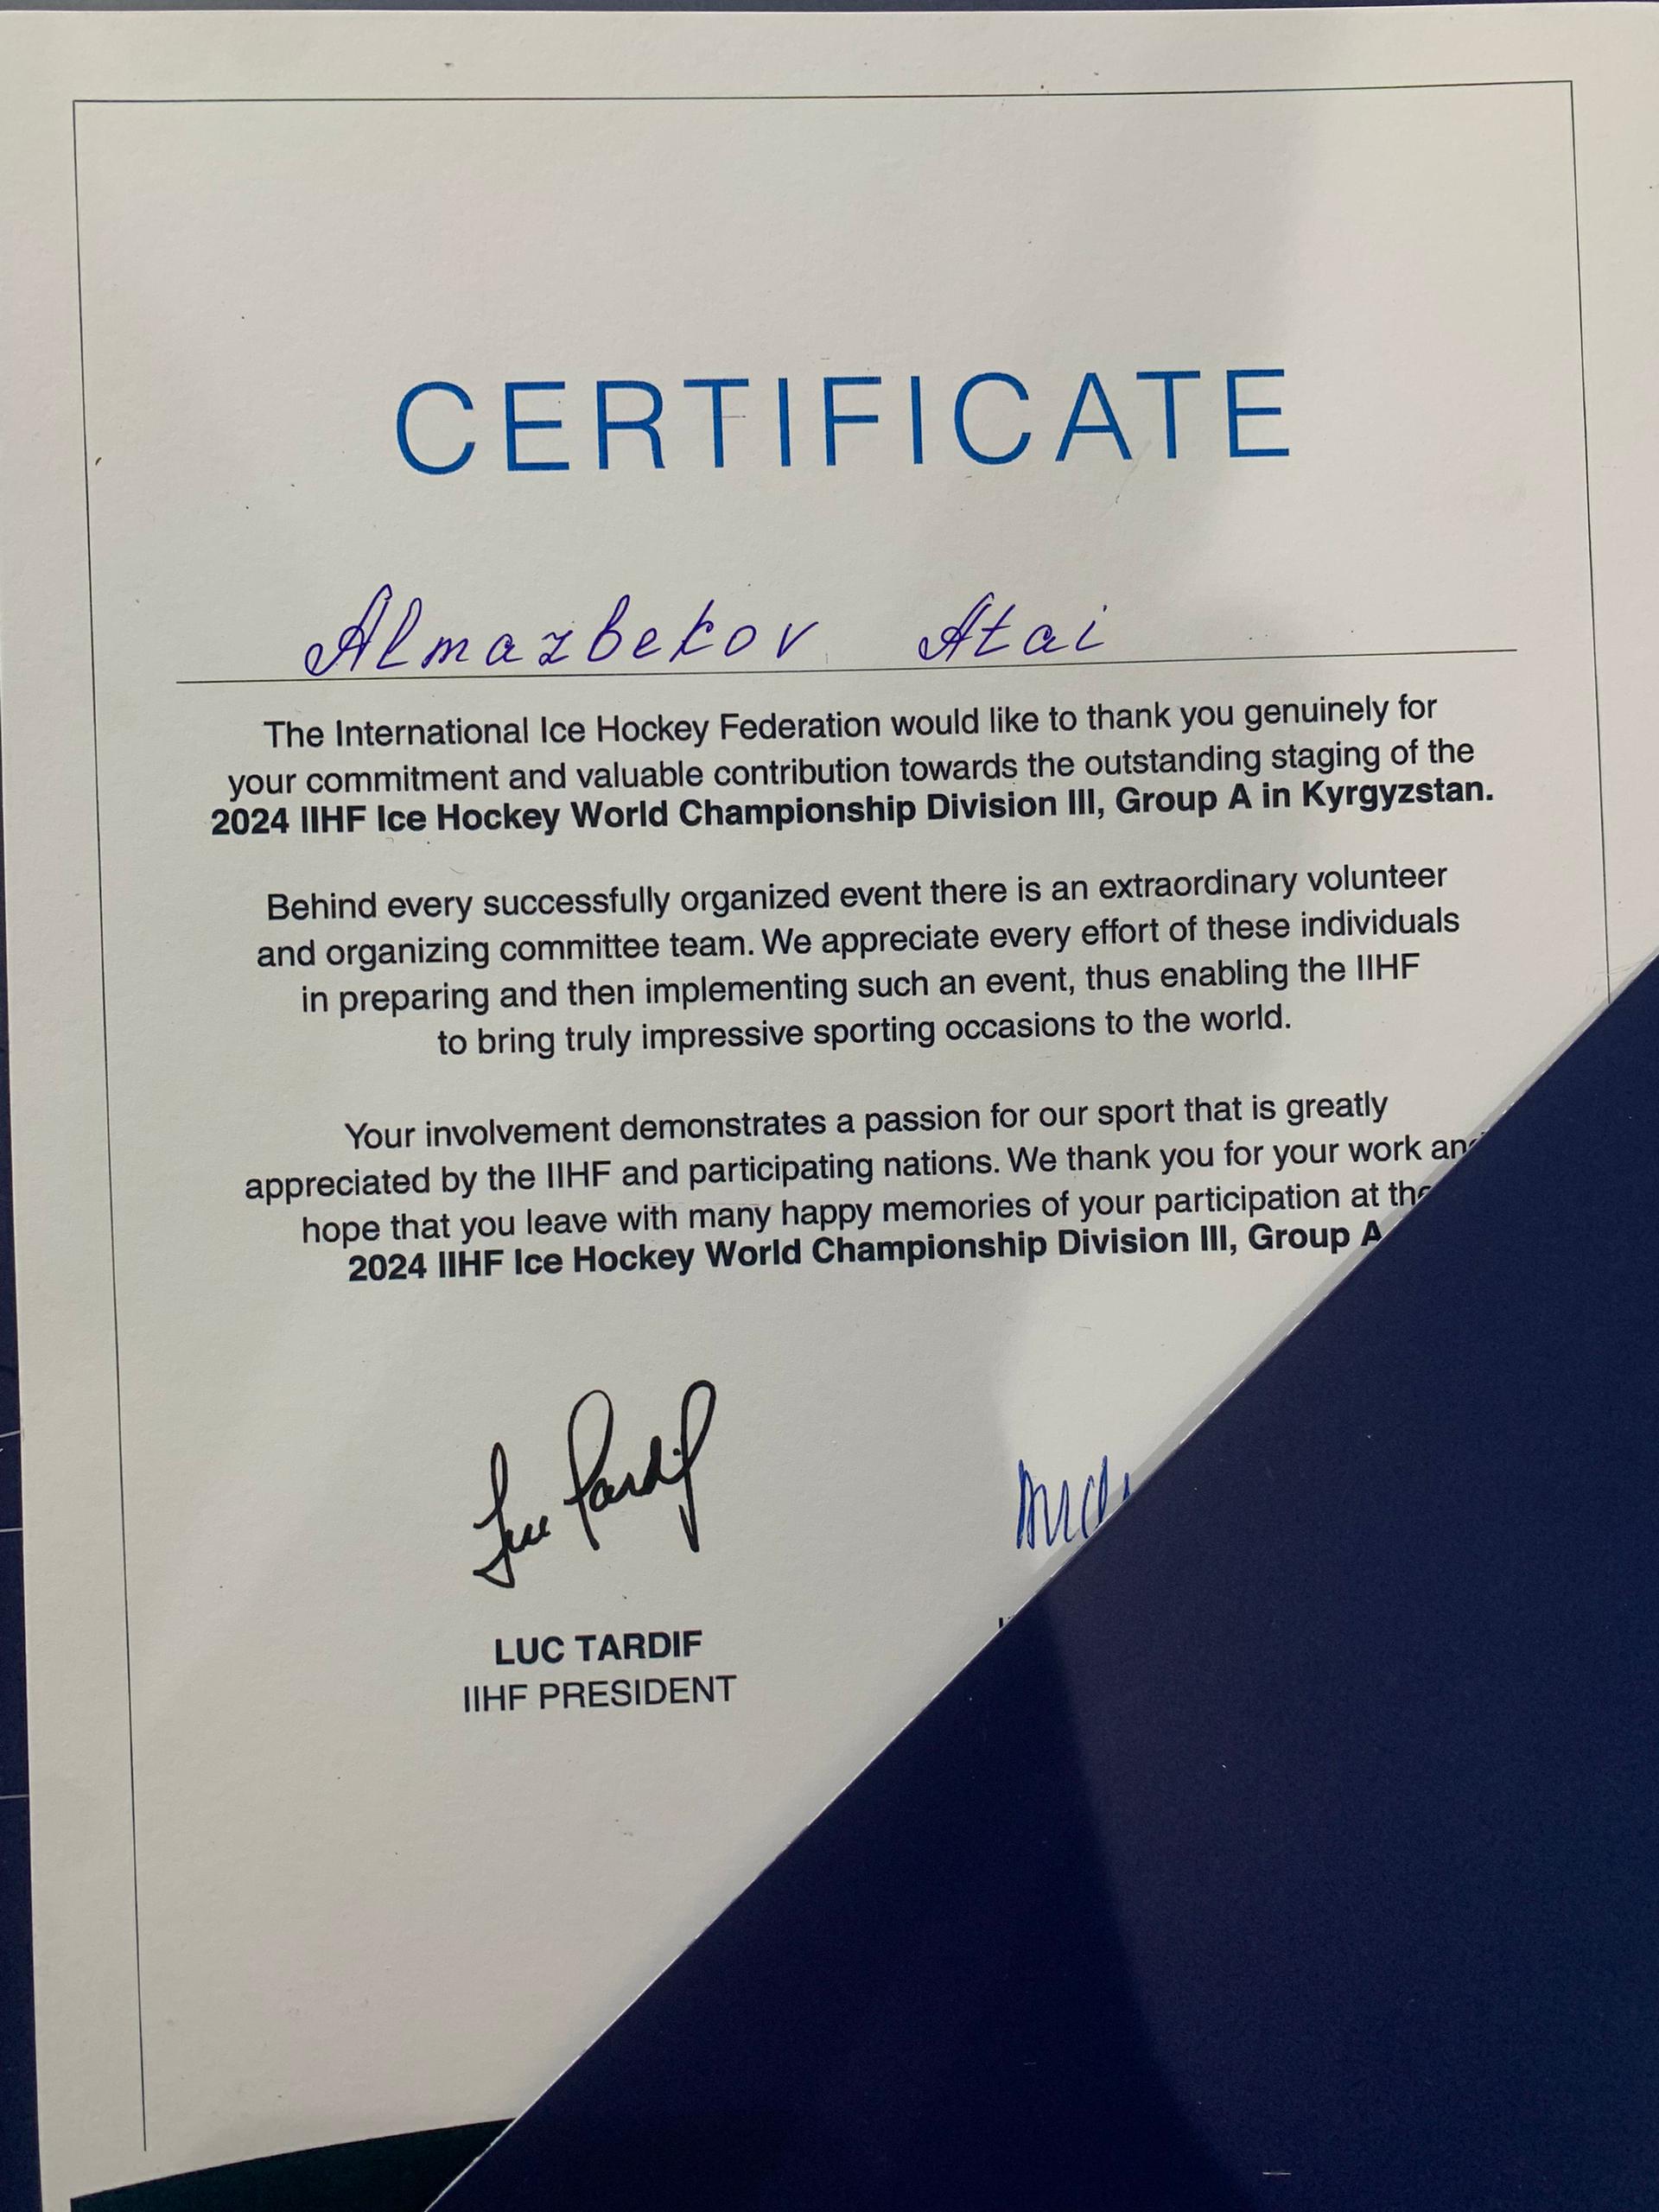 CERTIFICATE
Almazbekov Atai
The International Ice Hockey Federation would like to thank you genuinely for
your commitment and valuable contribution towards the outstanding staging of the
2024 IIHF Ice Hockey World Championship Division III, Group A in Kyrgyzstan.
Behind every successfully organized event there is an extraordinary volunteer
and organizing committee team. We appreciate every effort of these individuals
in preparing and then implementing such an event, thus enabling the IIHF
to bring truly impressive sporting occasions to the world.
Your involvement demonstrates a passion for our sport that is greatly
appreciated by the IIHF and participating nations. We thank you for your work and
hope that you leave with many happy memories of your participation at the
2024 IIHF Ice Hockey World Championship Division III, Group A
Luc Tardif
LUC TARDIF
IIHF PRESIDENT